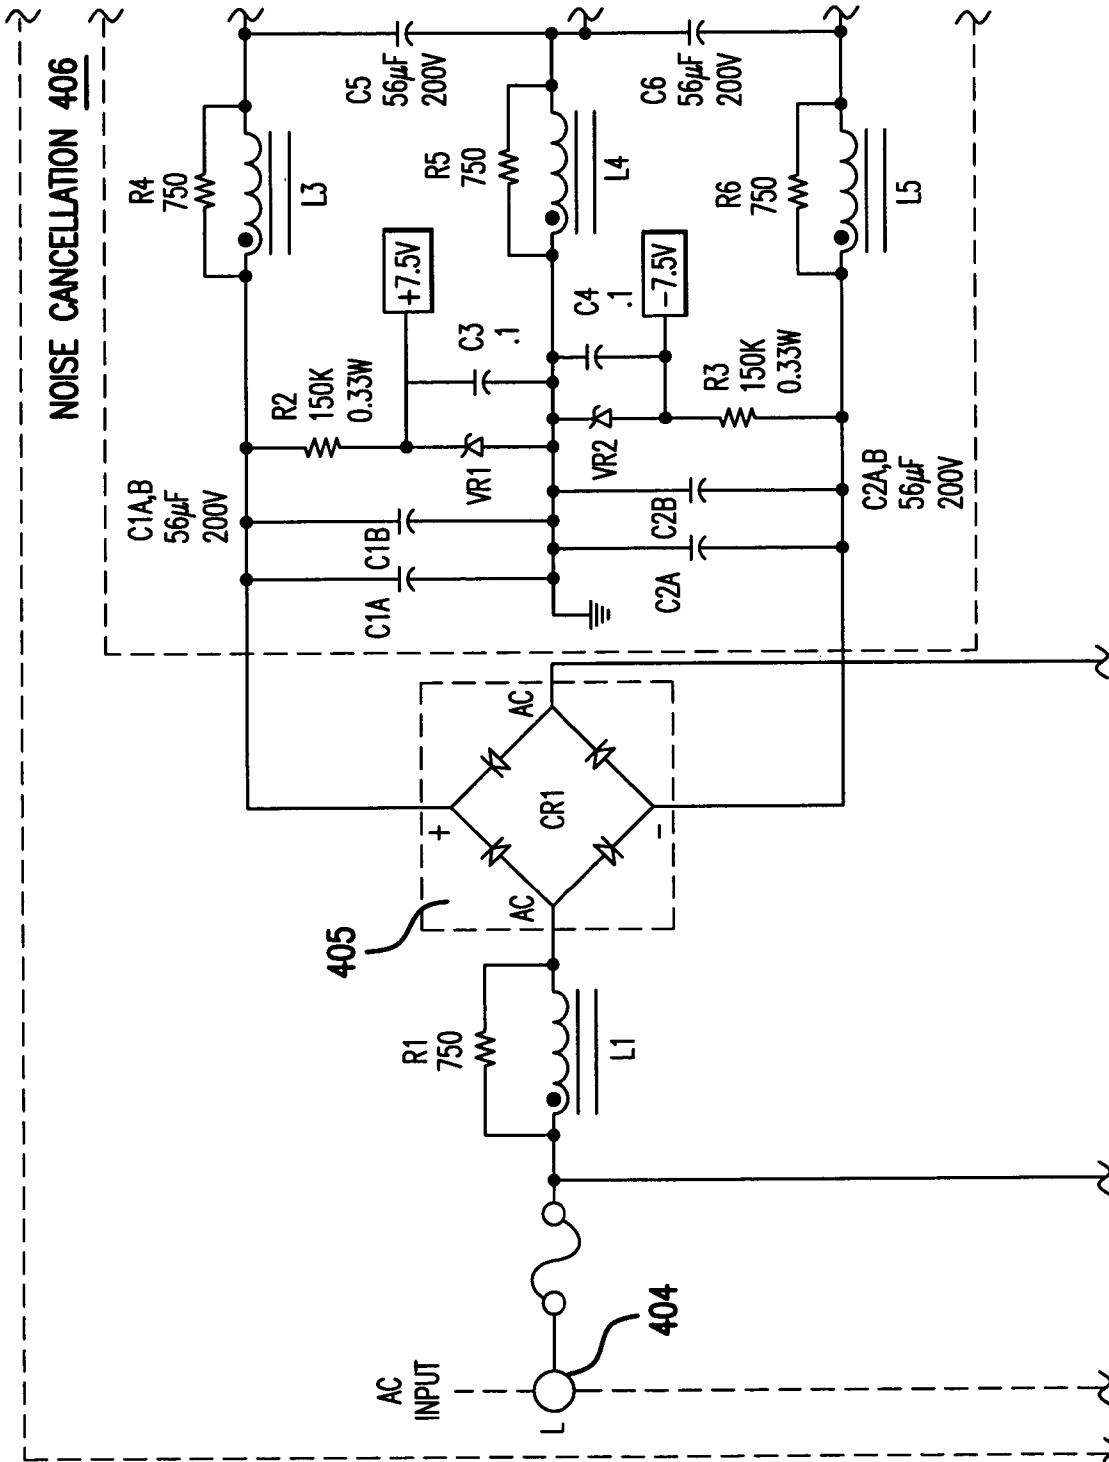 NOISE CANCELLATION 406
R4
750
L3
C5
56µF
200V
R5
750
L4
C6
56µF
200V
R6
750
L5
+7.5V
-7.5V
C3
.1
C4
.1
R2
150K
0.33W
R3
150K
0.33W
VR1
VR2
C1A,B
56µF
200V
C1B
C1A
C2B
C2A
C2A,B
56µF
200V
AC
+
CR1
-
AC
405
R1
750
L1
404
AC
INPUT
L